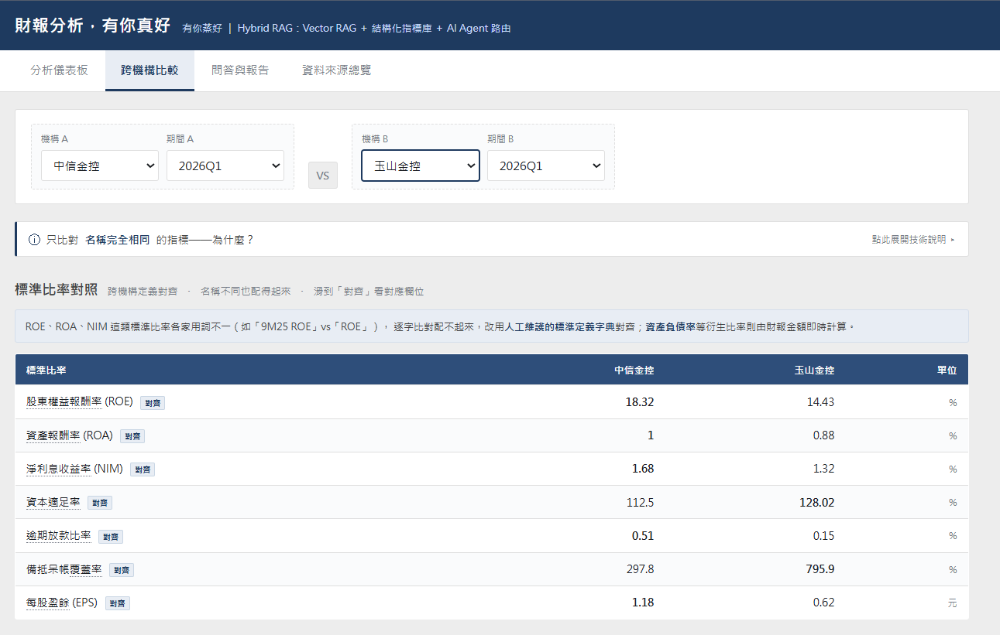 財報分析・有你真好 有你蒸好 | Hybrid RAG：Vector RAG + 結構化指標庫 + AI Agent 路由
分析儀表板 跨機構比較 問答與報告 資料來源總覽
機構 A 期間 A 機構 B 期間 B
中信金控 2026Q1 VS 玉山金控 2026Q1
只比對 名稱完全相同 的指標——為什麼？ 點此展開技術說明 ▸
標準比率對照 跨機構定義對齊 · 名稱不同也配得起來 · 滑到「對齊」看對應欄位
ROE、ROA、NIM 這類標準比率各家用詞不一（如「9M25 ROE」vs「ROE」），逐字比對配不起來，改用人工維護的標準定義字典對齊；資產負債率等衍生比率則由財報金額即時計算。
標準比率 中信金控 玉山金控 單位
股東權益報酬率 (ROE) 對齊 18.32 14.43 %
資產報酬率 (ROA) 對齊 1 0.88 %
淨利息收益率 (NIM) 對齊 1.68 1.32 %
資本適足率 對齊 112.5 128.02 %
逾期放款比率 對齊 0.51 0.15 %
備抵呆帳覆蓋率 對齊 297.8 795.9 %
每股盈餘 (EPS) 對齊 1.18 0.62 元